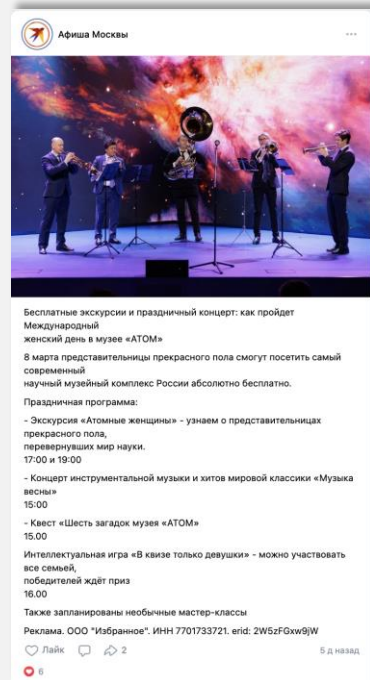 Афиша Москвы
Бесплатные экскурсии и праздничный концерт: как пройдет
Международный
женский день в музее «АТОМ»
8 марта представительницы прекрасного пола смогут посетить самый
современный
научный музейный комплекс России абсолютно бесплатно.
Праздничная программа:
- Экскурсия «Атомные женщины» - узнаем о представительницах
прекрасного пола,
перевернувших мир науки.
17:00 и 19:00
- Концерт инструментальной музыки и хитов мировой классики «Музыка
весны»
15:00
- Квест «Шесть загадок музея «АТОМ»
15.00
Интеллектуальная игра «В квизе только девушки» - можно участвовать
все семьей,
победителей ждёт приз
16.00
Также запланированы необычные мастер-классы
Реклама. ООО "Избранное". ИНН 7701733721. erid: 2W5zFGxw9jW
Лайк 2 5 д назад
6